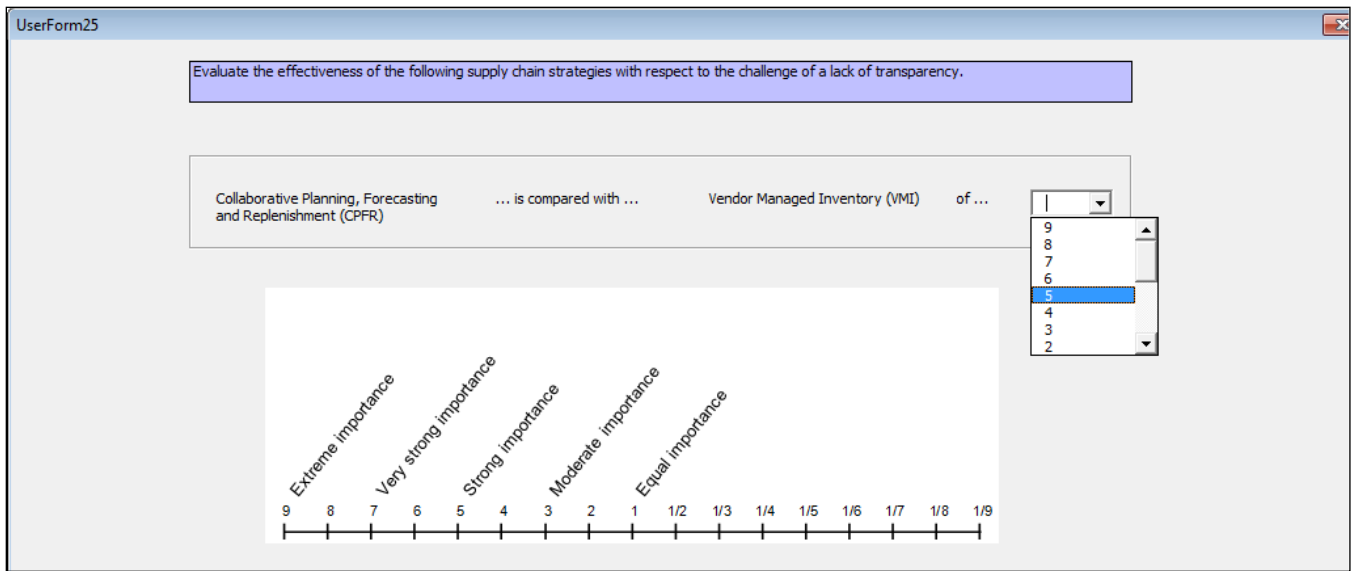 UserForm25
Evaluate the effectiveness of the following supply chain strategies with respect to the challenge of a lack of transparency.
Collaborative Planning, Forecasting
and Replenishment (CPFR)
... is compared with ...
Vendor Managed Inventory (VMI)
of ...
9
8
7
6
5
4
3
2
Extreme importance
Very strong importance
Strong importance
Moderate importance
Equal importance
9 8 7 6 5 4 3 2 1 1/2 1/3 1/4 1/5 1/6 1/7 1/8 1/9